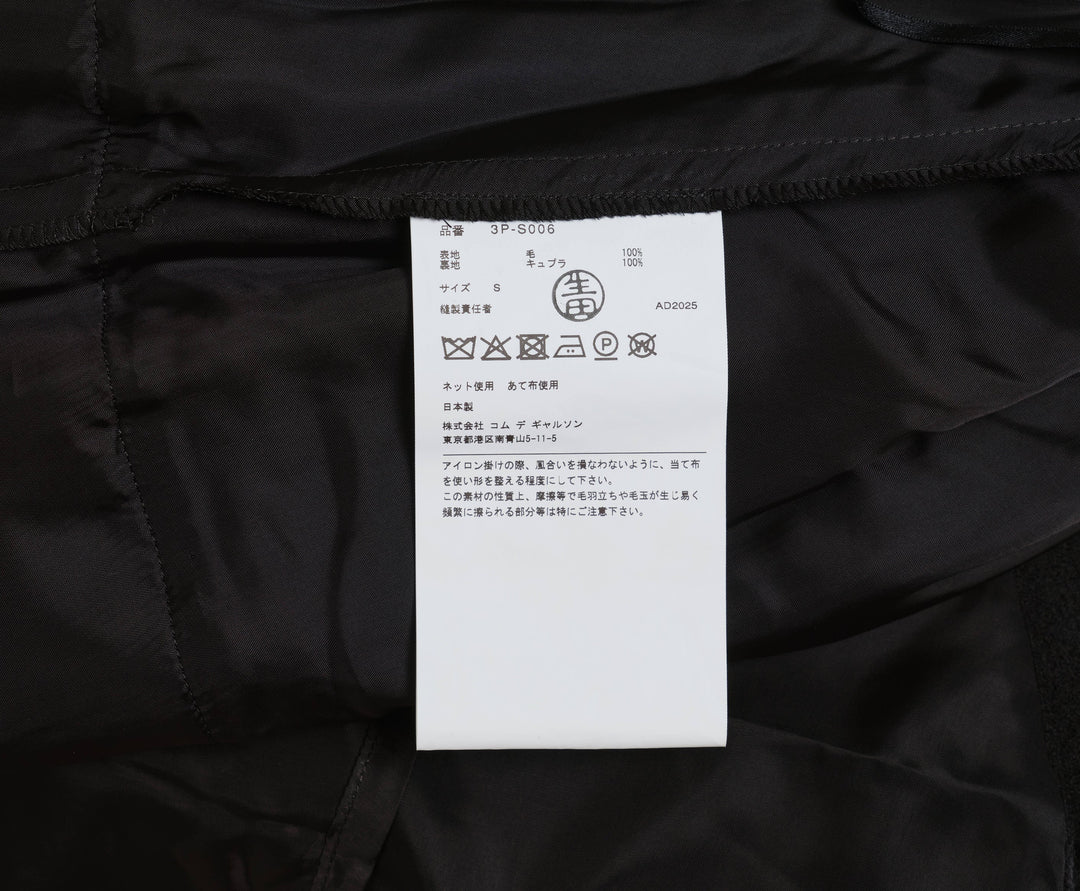 品番 3P-S006
表地 毛 100%
裏地 キュプラ 100%
サイズ S
生田
縫製責任者 AD2025
P
W
ネット使用 あて布使用
日本製
株式会社 コム デ ギャルソン
東京都港区南青山5-11-5
アイロン掛けの際、風合いを損なわないように、当て布
を使い形を整える程度にして下さい。
この素材の性質上、摩擦等で毛羽立ちや毛玉が生じ易く
頻繁に擦られる部分等は特にご注意下さい。